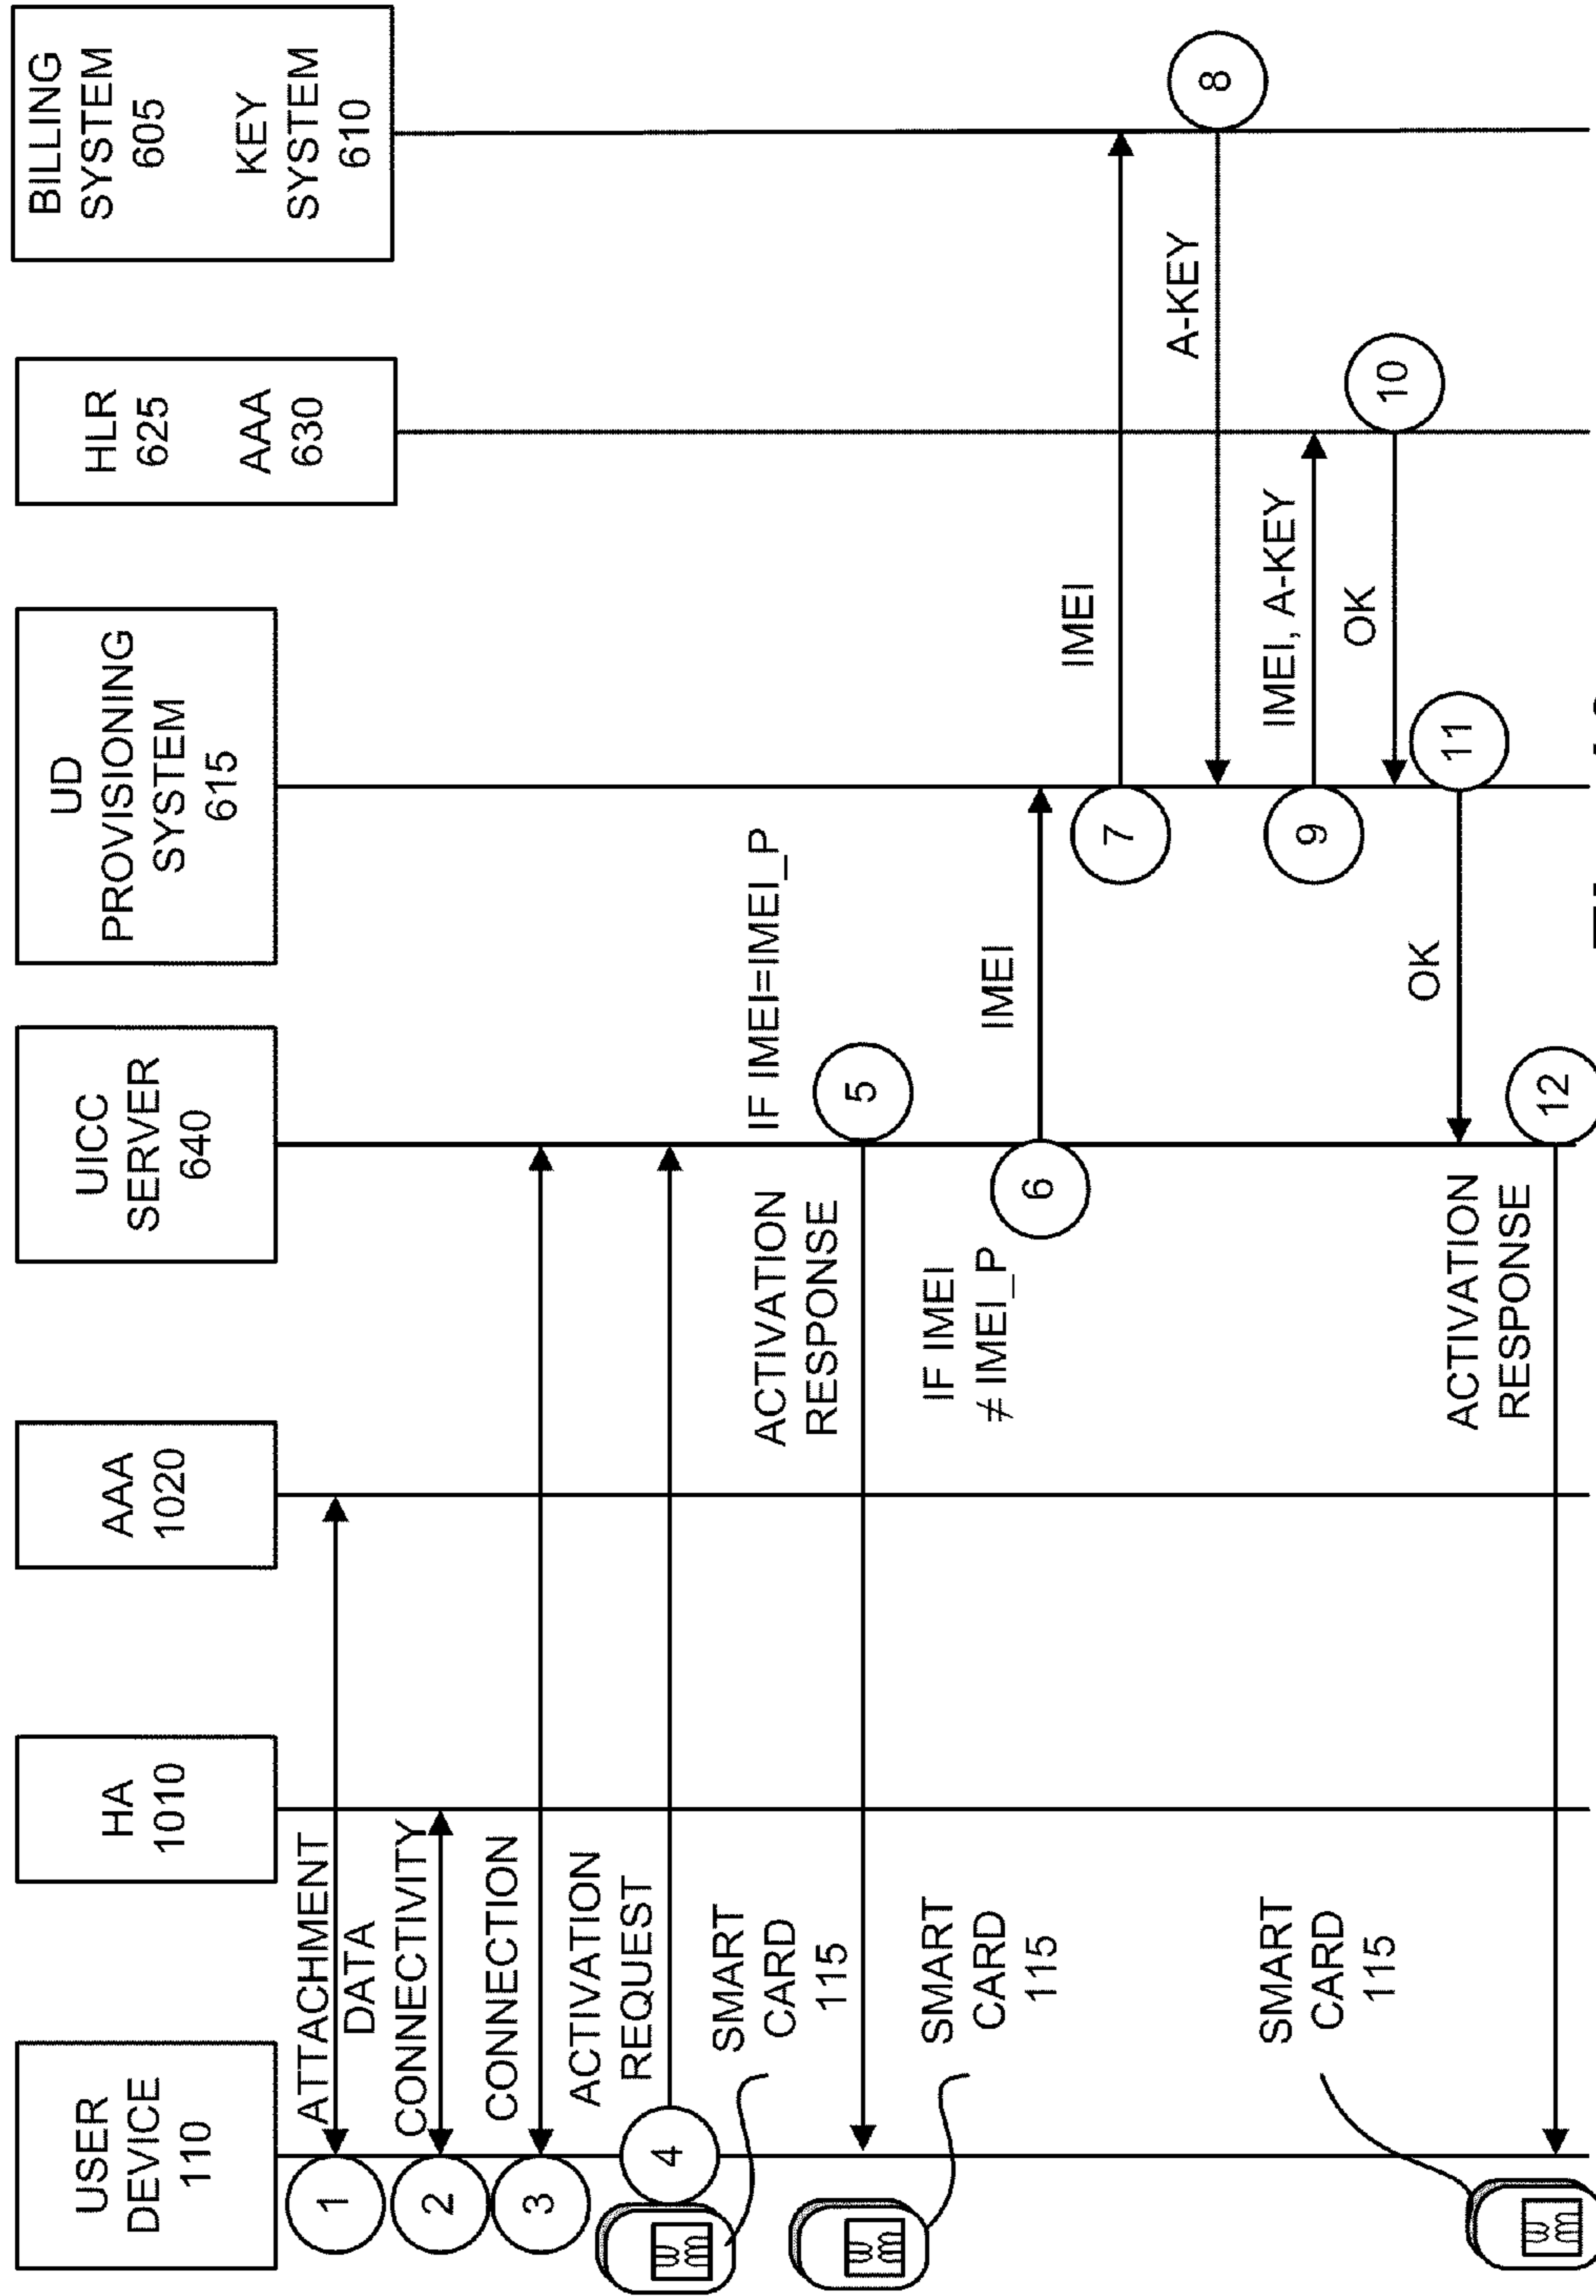 USER
DEVICE
110
HA
1010
AAA
1020
UICC
SERVER
640
UD
PROVISIONING
SYSTEM
615
HLR
625
AAA
630
BILLING
SYSTEM
605
KEY
SYSTEM
610
1
ATTACHMENT
DATA
2
CONNECTIVITY
3
CONNECTION
ACTIVATION
REQUEST
4
SMART
CARD
115
IF IMEI=IMEI_P
5
ACTIVATION
RESPONSE
SMART
CARD
115
IF IMEI
≠ IMEI_P
6
IMEI
7
IMEI
8
A-KEY
9
IMEI, A-KEY
10
OK
11
OK
12
ACTIVATION
RESPONSE
SMART
CARD
115